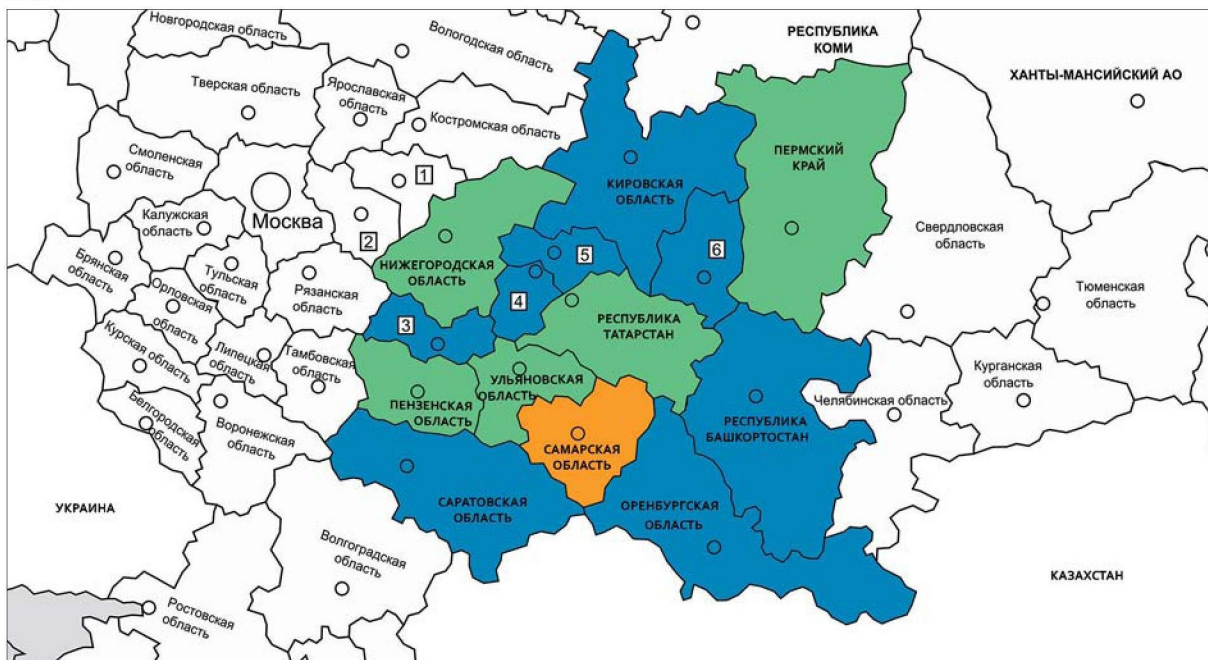 Новгородская область
Вологодская
область
РЕСПУБЛИКА
КОМИ
ХАНТЫ-МАНСИЙСКИЙ АО
Тверская область
Ярославская
область
Костромская область
Смоленская
область
1
ПЕРМСКИЙ
КРАЙ
КИРОВСКАЯ
ОБЛАСТЬ
Москва
Калужская
область
2
5
6
Свердловская
область
Брянская
область
Тульская
область
НИЖЕГОРОДСКАЯ
ОБЛАСТЬ
Рязанская
область
Тюменская
область
Орловская
область
4
3
РЕСПУБЛИКА
ТАТАРСТАН
Курская
область
Липецкая
область
Тамбовская
область
УЛЬЯНОВСКАЯ
ОБЛАСТЬ
Курганская
область
Челябинская область
Белгородская
область
Воронежская
область
ПЕНЗЕНСКАЯ
ОБЛАСТЬ
РЕСПУБЛИКА
БАШКОРТОСТАН
САМАРСКАЯ
ОБЛАСТЬ
УКРАИНА
САРАТОВСКАЯ
ОБЛАСТЬ
ОРЕНБУРГСКАЯ
ОБЛАСТЬ
Волгоградская
область
КАЗАХСТАН
Ростовская
область